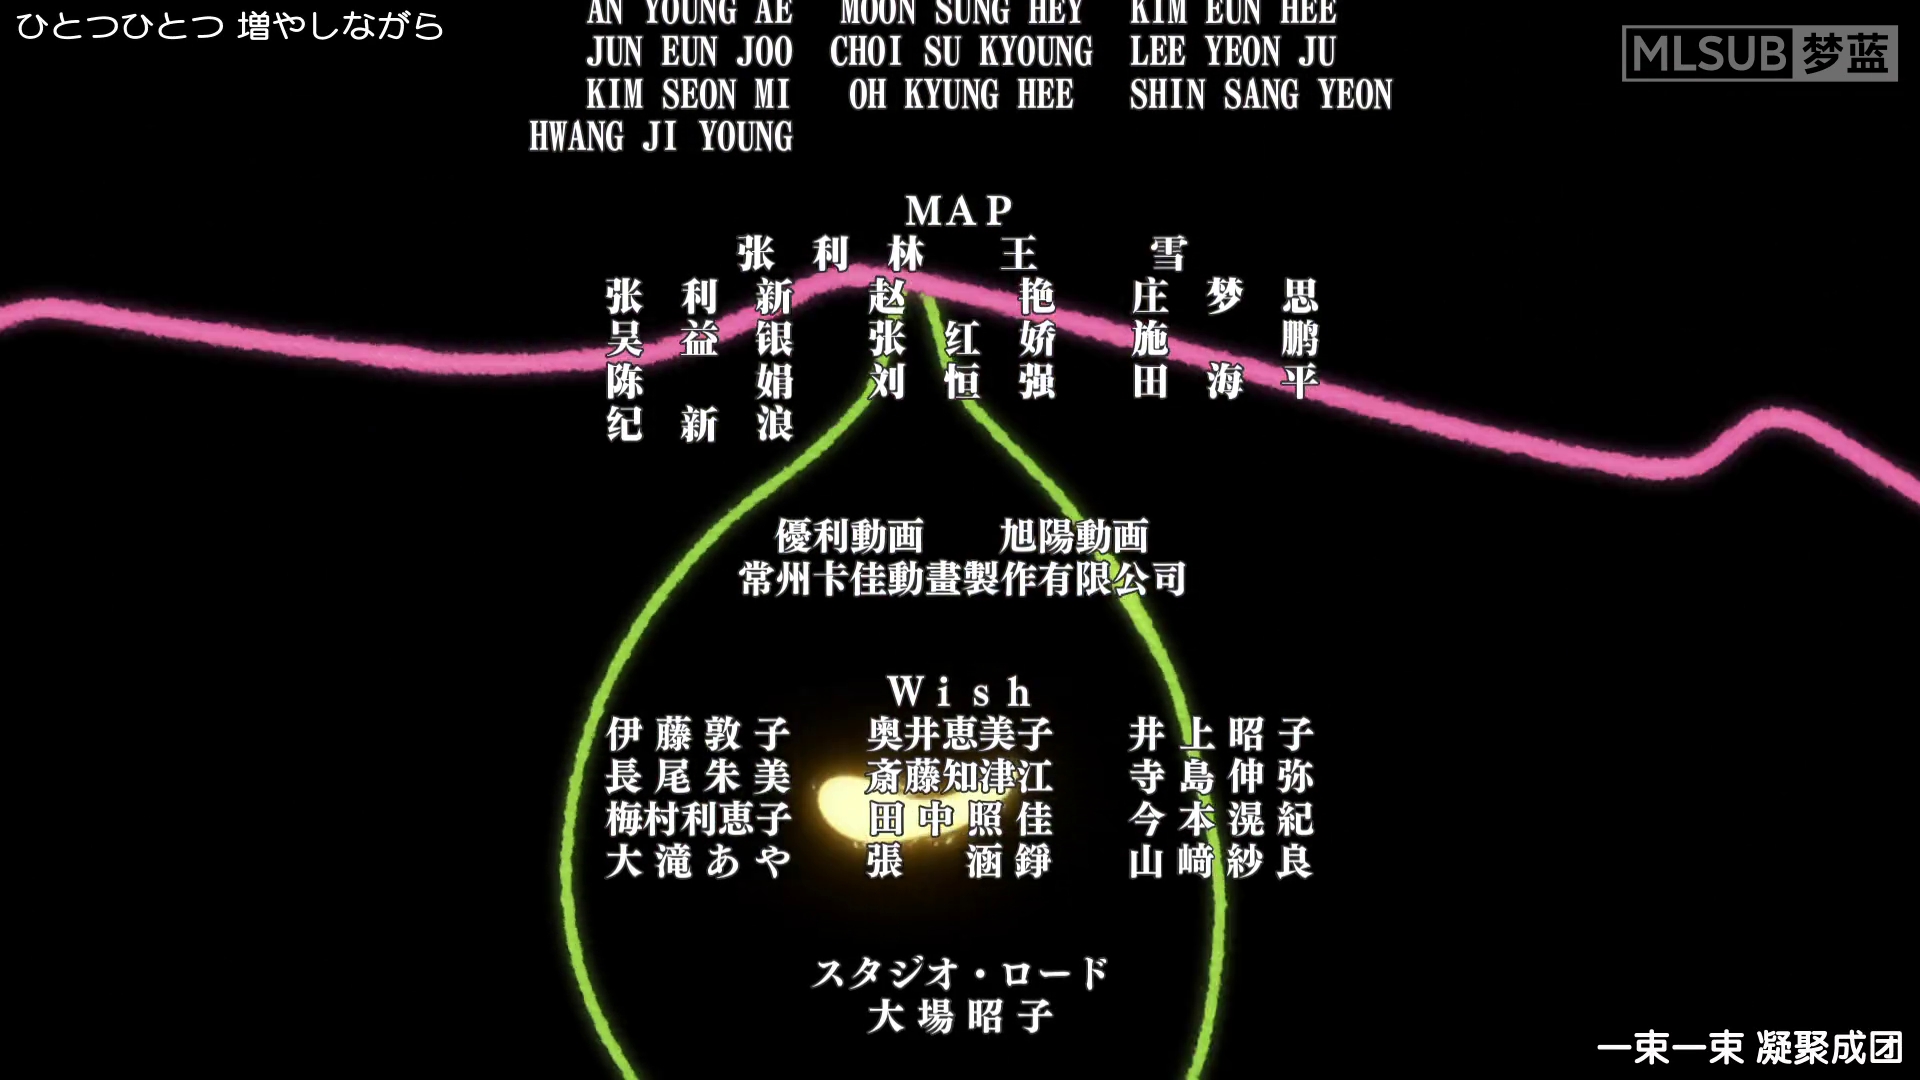 ひとつひとつ 増やしながら
MLSUB 梦蓝
AN YOUNG AE MOON SUNG HEY KIM EUN HEE
JUN EUN JOO CHOI SU KYOUNG LEE YEON JU
KIM SEON MI OH KYUNG HEE SHIN SANG YEON
HWANG JI YOUNG
MAP
张利林 王雪
张利新 赵艳 庄梦思
吴益银 张红娇 施鹏
陈娟 刘恒强 田海平
纪新浪
優利動画 旭陽動画
常州卡佳動畫製作有限公司
Wish
伊藤敦子 奥井恵美子 井上昭子
長尾朱美 斎藤知津江 寺島伸弥
梅村利恵子 田中照佳 今本滉紀
大滝あや 張涵錚 山﨑紗良
スタジオ・ロード
大場昭子
一束一束 凝聚成团